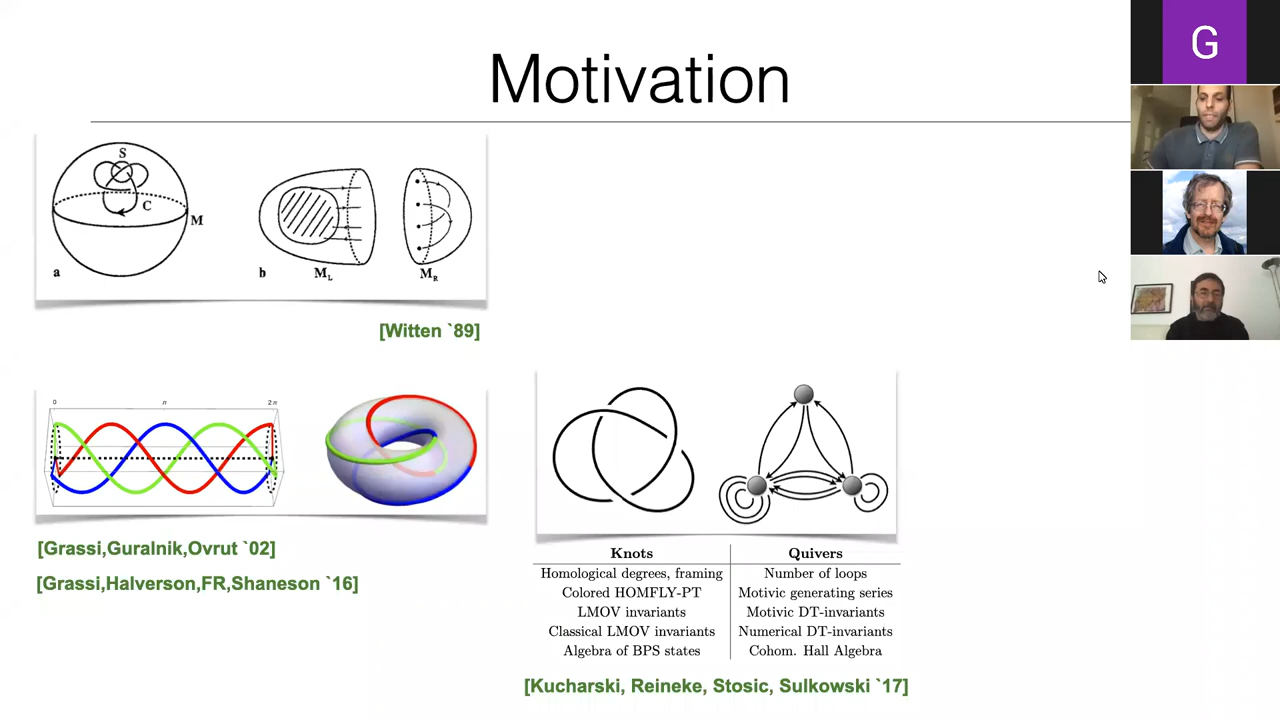 Motivation
G
S
C
M
a
b
M_L
M_R
[Witten `89]
0
π
2 π
[Grassi,Guralnik,Ovrut `02]
[Grassi,Halverson,FR,Shaneson `16]
Knots Quivers
Homological degrees, framing Number of loops
Colored HOMFLY-PT Motivic generating series
LMOV invariants Motivic DT-invariants
Classical LMOV invariants Numerical DT-invariants
Algebra of BPS states Cohom. Hall Algebra
[Kucharski, Reineke, Stosic, Sulkowski `17]